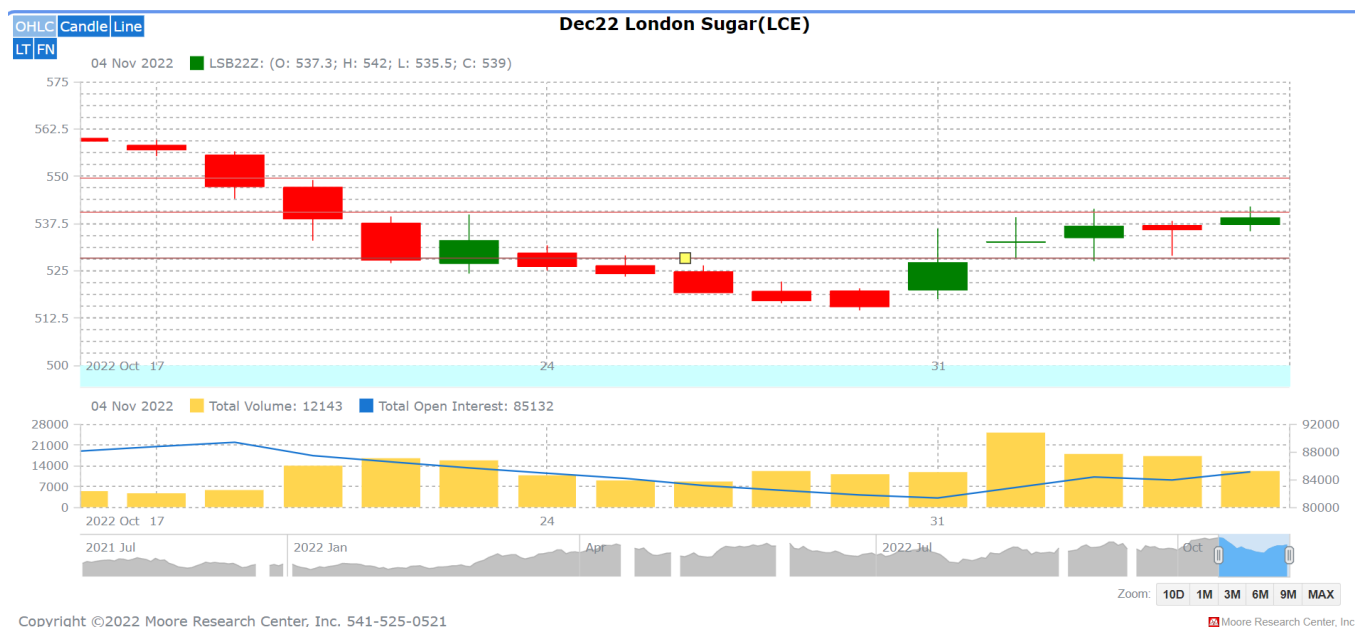 OHLC Candle Line
Dec22 London Sugar(LCE)
LT FN
04 Nov 2022 LSB22Z: (O: 537.3; H: 542; L: 535.5; C: 539)
575
562.5
550
537.5
525
512.5
500
2022 Oct 17 24 31
04 Nov 2022 Total Volume: 12143 Total Open Interest: 85132
28000 92000
21000 88000
14000
7000 84000
0 80000
2022 Oct 17 24 31
2021 Jul 2022 Jan Apr 2022 Jul Oct
Zoom: 10D 1M 3M 6M 9M MAX
Copyright ©2022 Moore Research Center, Inc. 541-525-0521
Moore Research Center, Inc